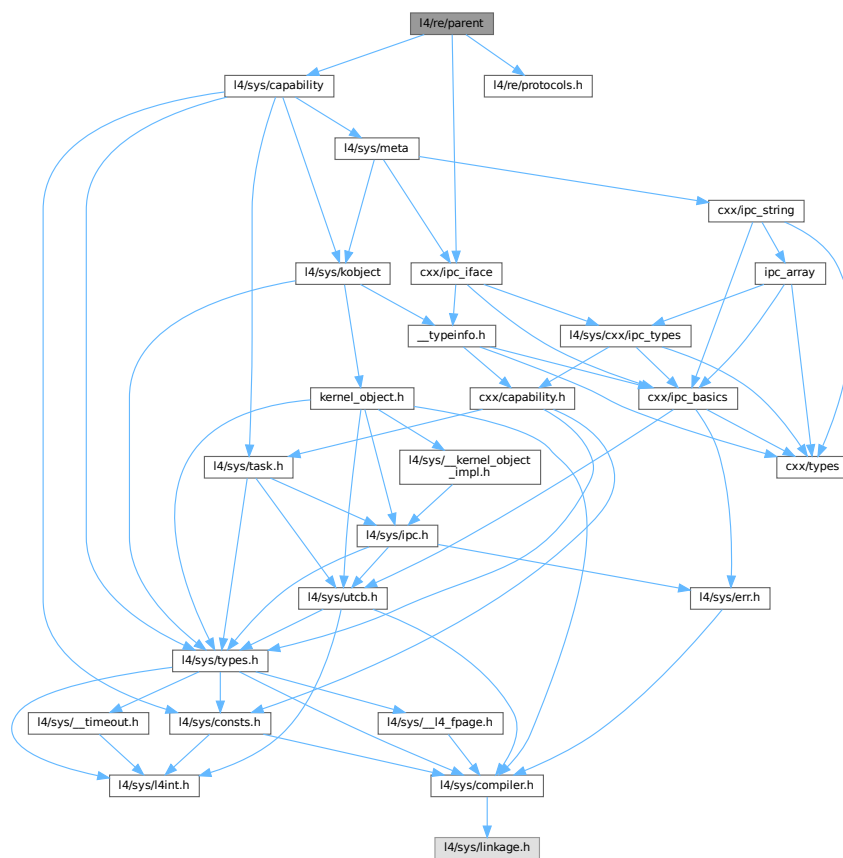 l4/re/parent
l4/sys/capability
l4/re/protocols.h
l4/sys/meta
cxx/ipc_string
l4/sys/kobject
cxx/ipc_iface
ipc_array
__typeinfo.h
l4/sys/cxx/ipc_types
kernel_object.h
cxx/capability.h
cxx/ipc_basics
l4/sys/task.h
l4/sys/__kernel_object
_impl.h
cxx/types
l4/sys/ipc.h
l4/sys/utcb.h
l4/sys/err.h
l4/sys/types.h
l4/sys/__timeout.h
l4/sys/consts.h
l4/sys/__l4_fpage.h
l4/sys/l4int.h
l4/sys/compiler.h
l4/sys/linkage.h